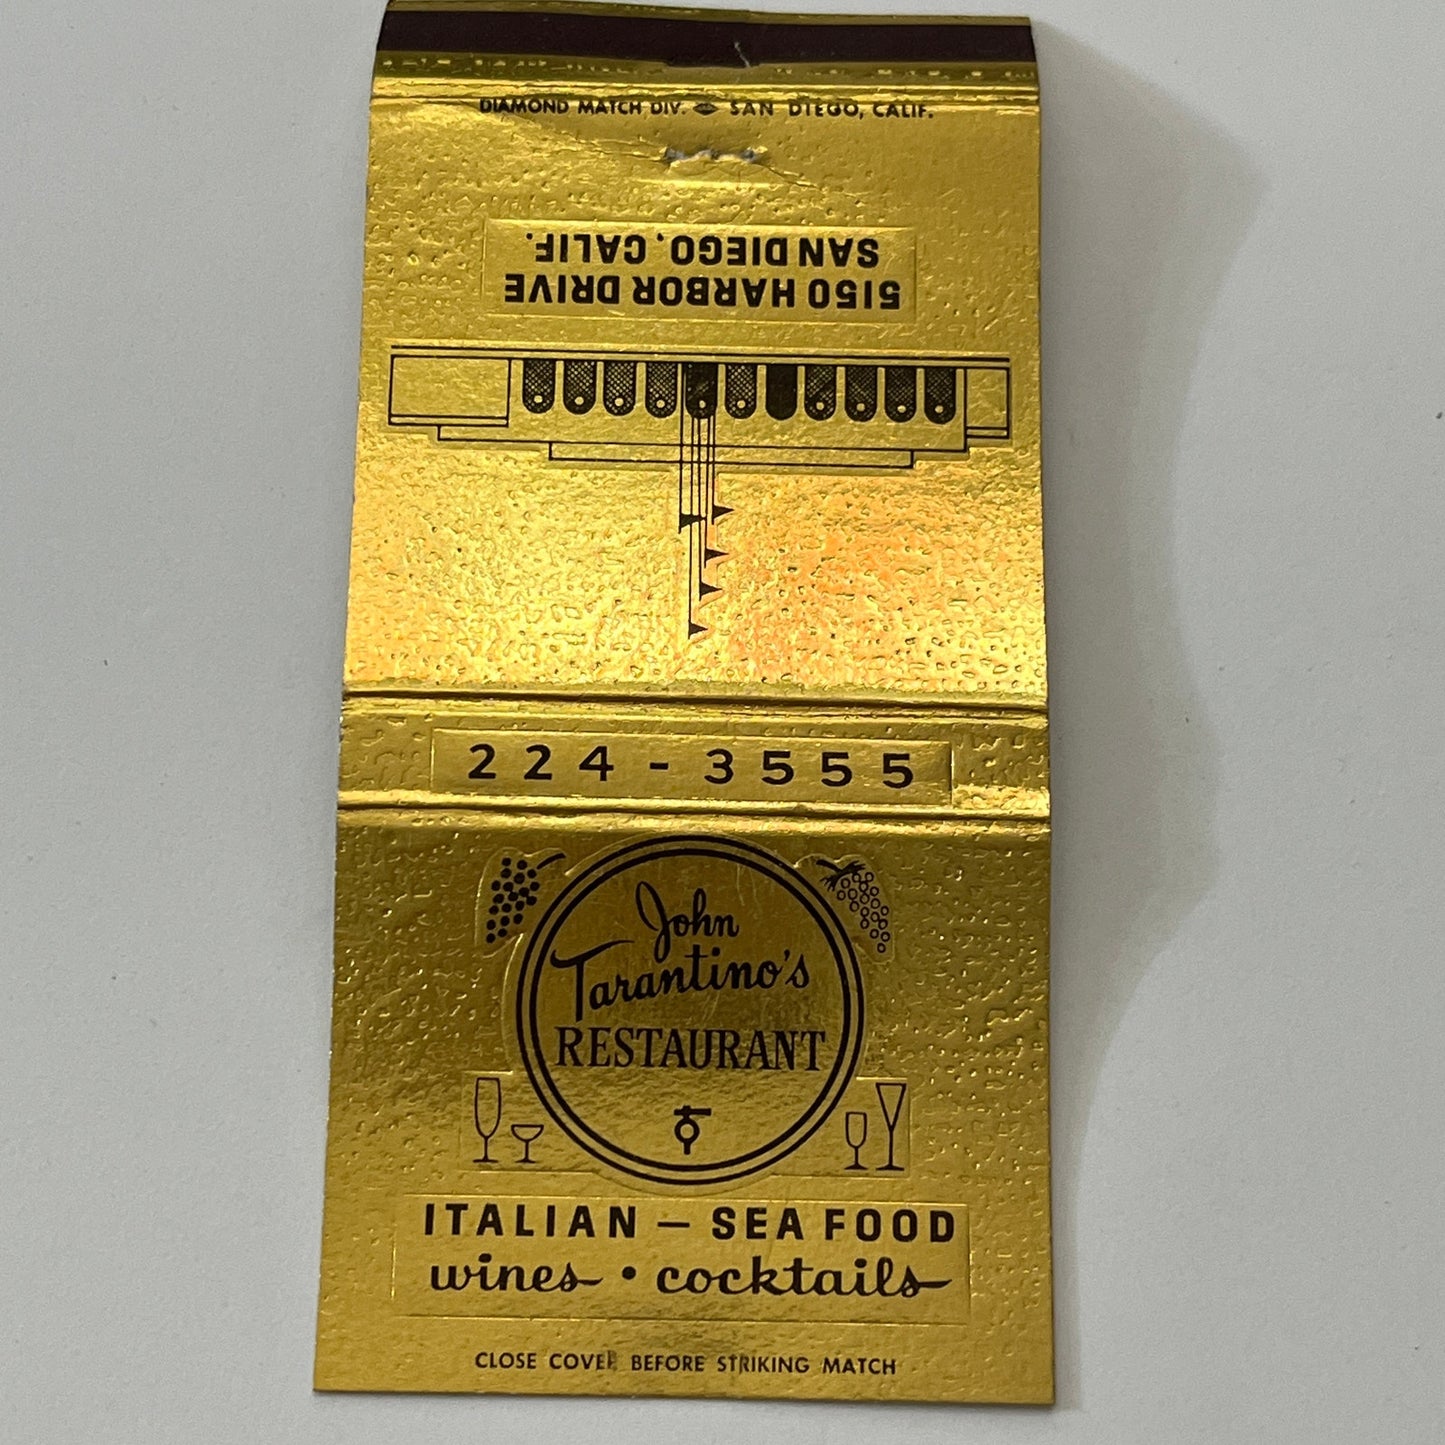 DIAMOND MATCH DIV. SAN DIEGO, CALIF.
5150 HARBOR DRIVE
SAN DIEGO, CALIF.
224-3555
John
Tarantino's
RESTAURANT
ITALIAN — SEA FOOD
wines • cocktails
CLOSE COVER BEFORE STRIKING MATCH